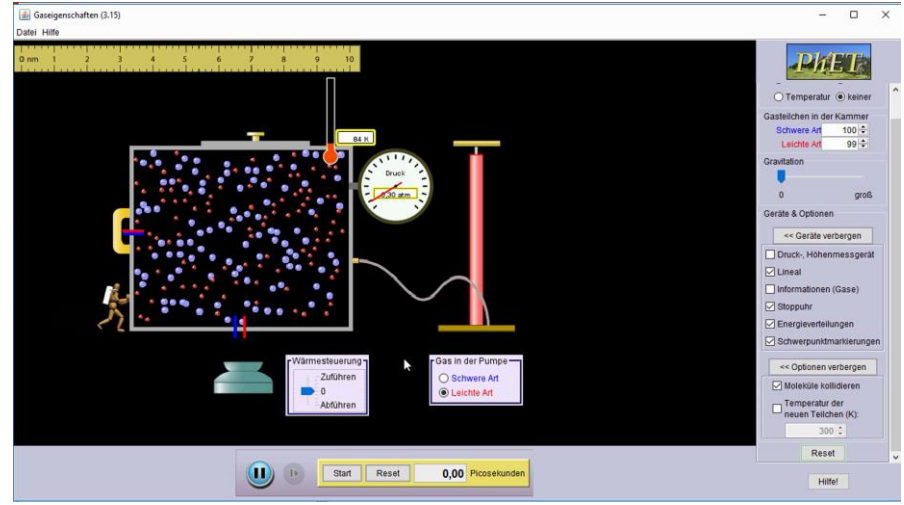 Gaseigenschaften (3.15)
Datei Hilfe
0 nm 1 2 3 4 5 6 7 8 9 10
84 K
Druck
0,30 atm
Wärmesteuerung
Zuführen
0
Abführen
Gas in der Pumpe
Schwere Art
Leichte Art
Start Reset 0,00 Picosekunden
PhET
Temperatur keiner
Gasteilchen in der Kammer
Schwere Art 100
Leichte Art 99
Gravitation
0 groß
Geräte & Optionen
<< Geräte verbergen
Druck-, Höhenmessgerät
Lineal
Informationen (Gase)
Stoppuhr
Energieverteilungen
Schwerpunktmarkierungen
<< Optionen verbergen
Moleküle kollidieren
Temperatur der
neuen Teilchen (K):
300
Reset
Hilfe!